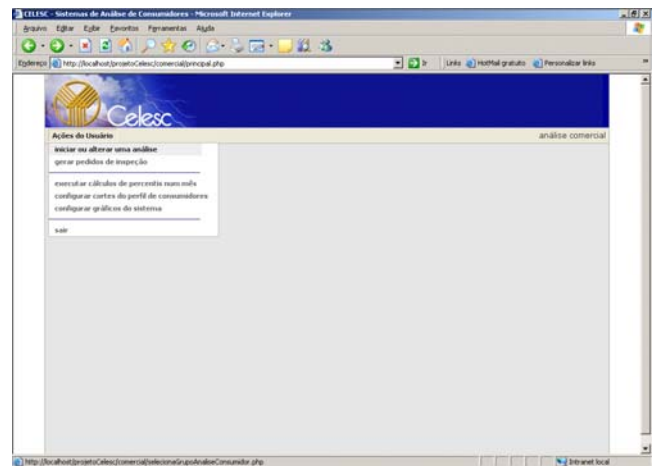 CELESC - Sistemas de Análise de Consumidores - Microsoft Internet Explorer
Arquivo Editar Exibir Favoritos Ferramentas Ajuda
Endereço http://localhost/projetoCelesc/comercial/principal.php Ir Links HotMail gratuito Personalizar links
Celesc
Ações do Usuário análise comercial
iniciar ou alterar uma análise
gerar pedidos de inspeção
executar cálculos de percentis num mês
configurar cortes do perfil de consumidores
configurar gráficos do sistema
sair
http://localhost/projetoCelesc/comercial/selecionaGrupoAnaliseConsumidor.php Intranet local